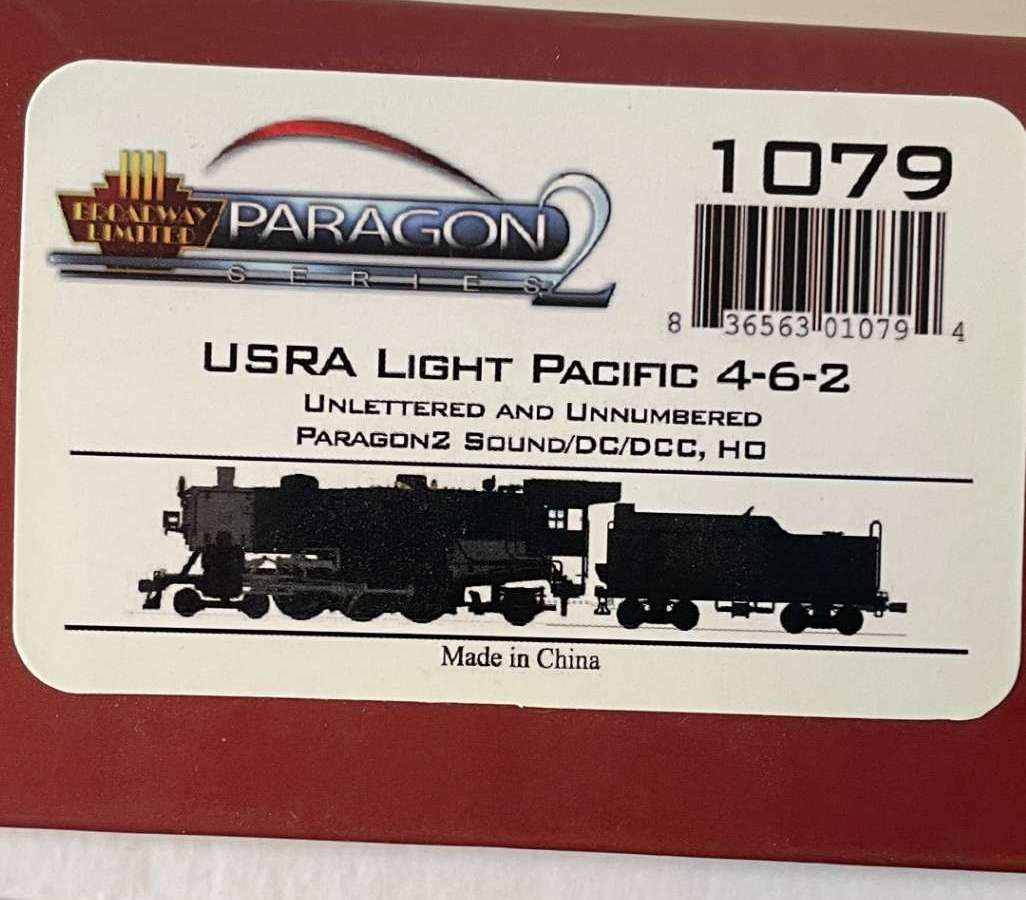 BROADWAY
LIMITED
PARAGON 2
SERIES
1079
8 36563 01079 4
USRA LIGHT PACIFIC 4-6-2
UNLETTERED AND UNNUMBERED
PARAGON2 SOUND/DC/DCC, HO
Made in China